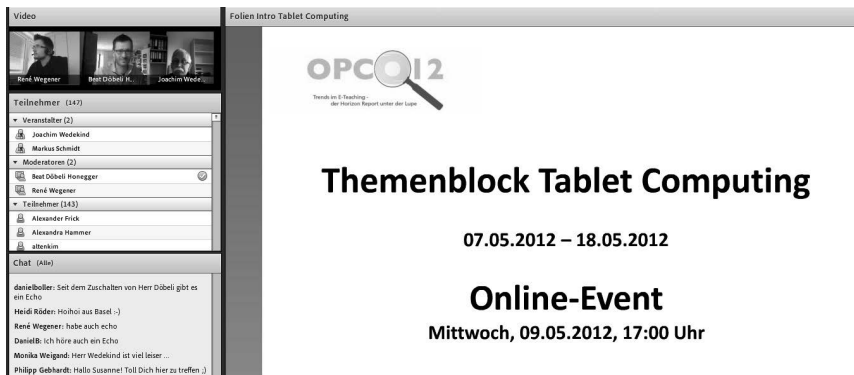 Video
René Wegener
Beat Döbeli H..
Joachim Wede..
Teilnehmer (147)
Veranstalter (2)
Joachim Wedekind
Markus Schmidt
Moderatoren (2)
Beat Döbeli Honegger
René Wegener
Teilnehmer (143)
Alexander Frick
Alexandra Hammer
altenkim
Chat (Alle)
danielboller: Seit dem Zuschalten von Herr Döbeli gibt es
ein Echo
Heidi Röder: Hoihoi aus Basel :-)
René Wegener: habe auch echo
DanielB: Ich höre auch ein Echo
Monika Weigand: Herr Wedekind ist viel leiser ...
Philipp Gebhardt: Hallo Susanne! Toll Dich hier zu treffen ;)
Folien Intro Tablet Computing
OPCO12
Trends im E-Teaching -
der Horizon Report unter der Lupe
Themenblock Tablet Computing
07.05.2012 – 18.05.2012
Online-Event
Mittwoch, 09.05.2012, 17:00 Uhr